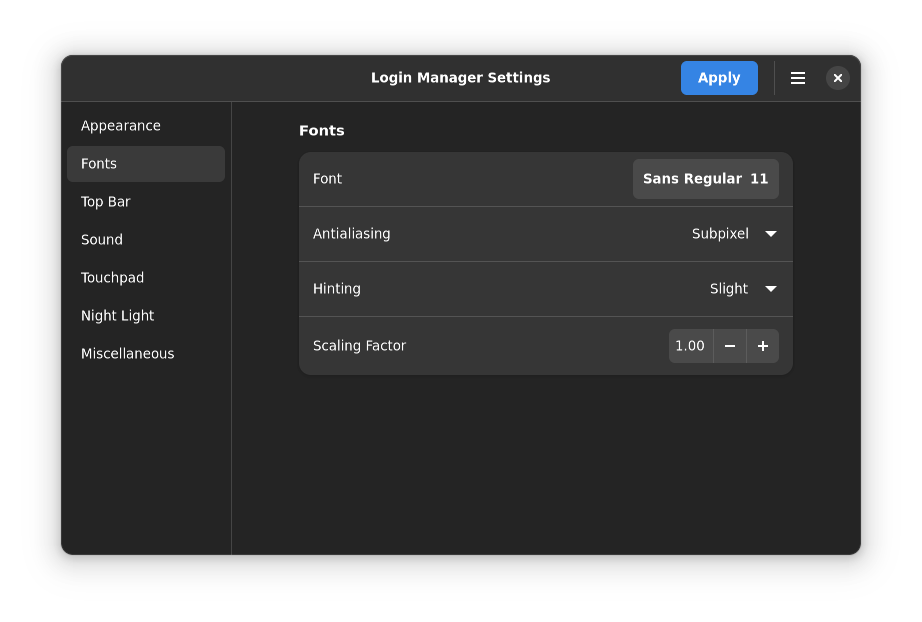 Login Manager Settings
Apply
Appearance
Fonts
Top Bar
Sound
Touchpad
Night Light
Miscellaneous
Fonts
Font
Sans Regular 11
Antialiasing
Subpixel
Hinting
Slight
Scaling Factor
1.00